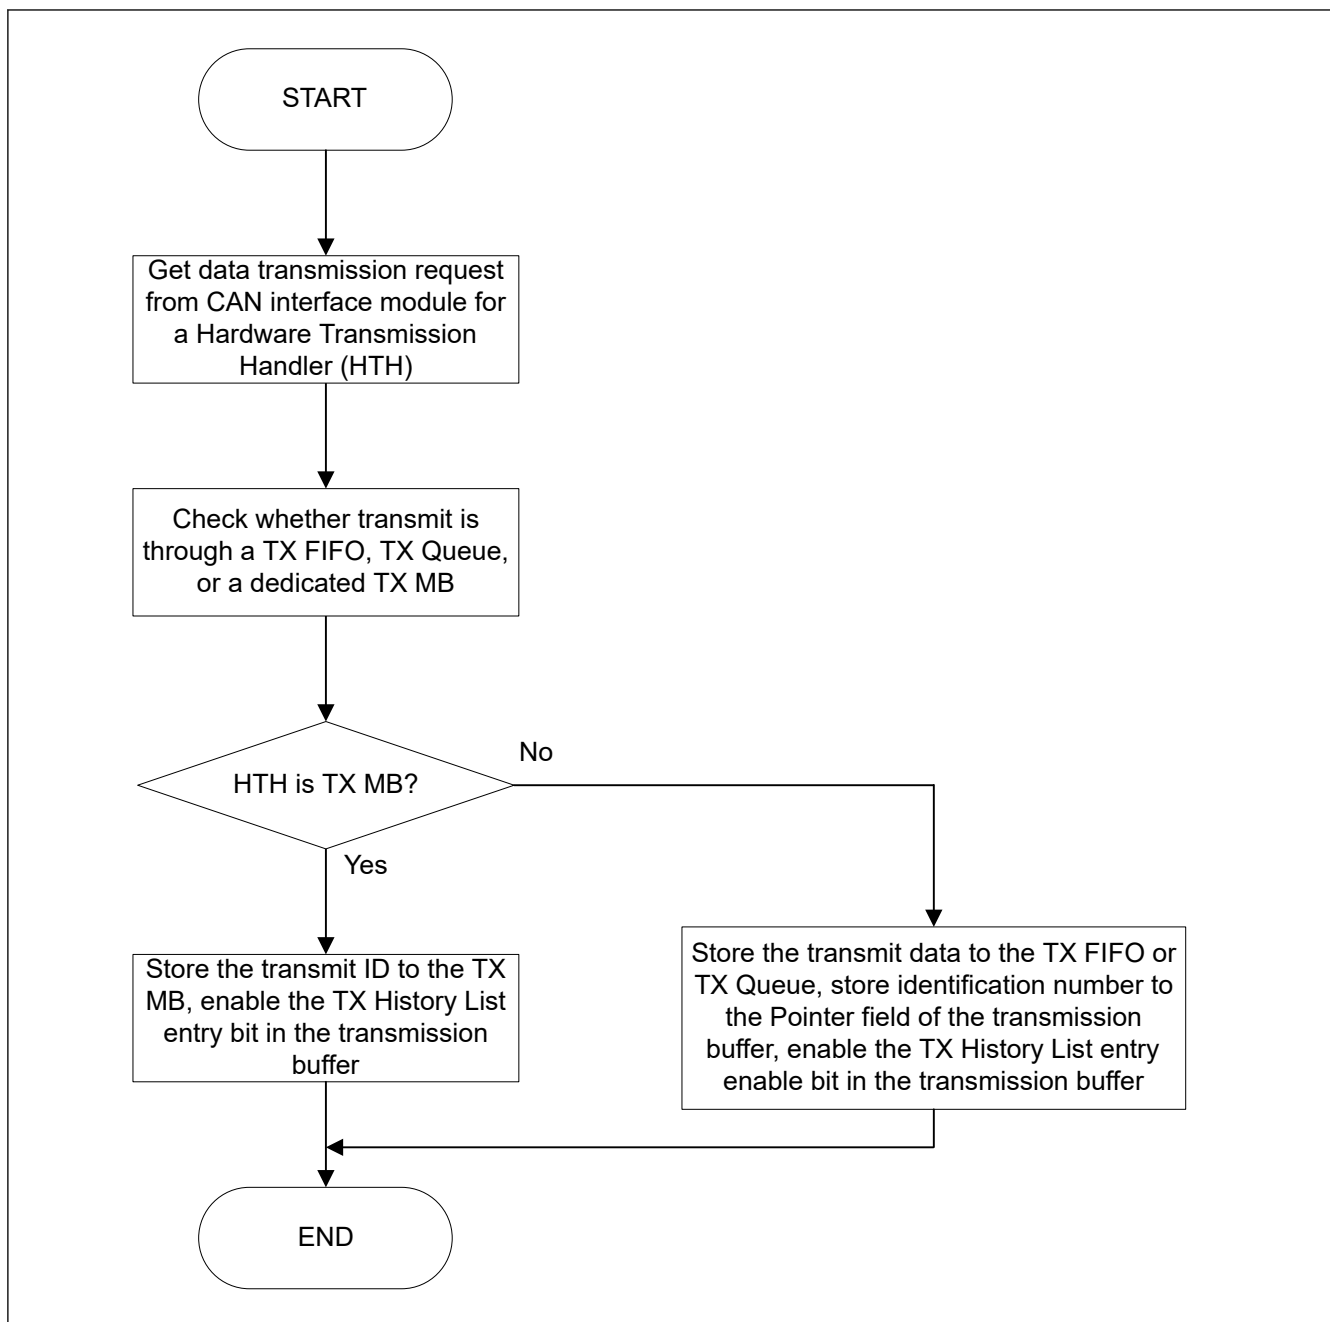 START
Get data transmission request
from CAN interface module for
a Hardware Transmission
Handler (HTH)
Check whether transmit is
through a TX FIFO, TX Queue,
or a dedicated TX MB
HTH is TX MB?
No
Yes
Store the transmit ID to the TX
MB, enable the TX History List
entry bit in the transmission
buffer
Store the transmit data to the TX FIFO or
TX Queue, store identification number to
the Pointer field of the transmission
buffer, enable the TX History List entry
enable bit in the transmission buffer
END